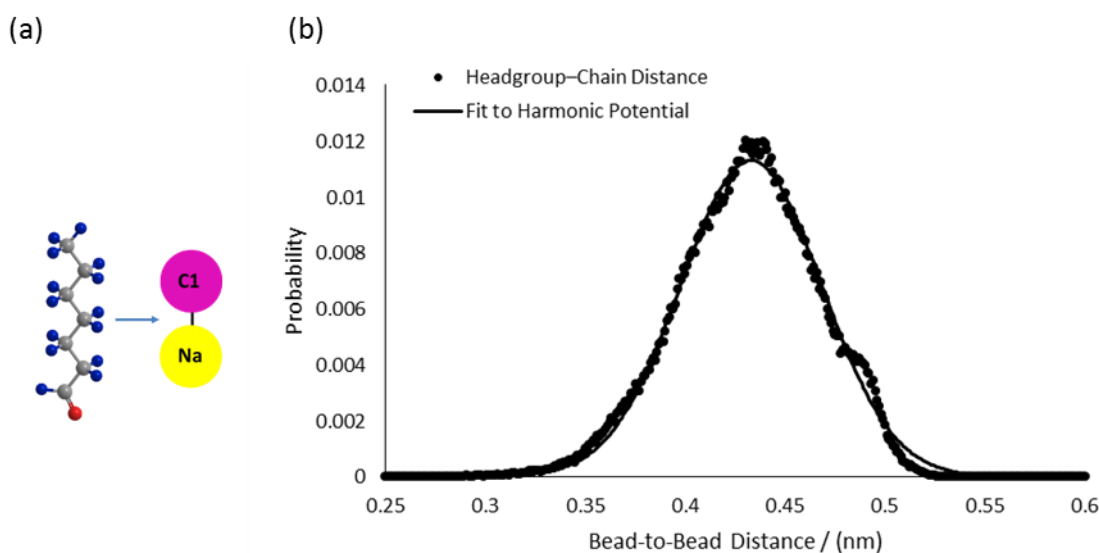 (a)
(b)
Headgroup–Chain Distance
Fit to Harmonic Potential
0.014
0.012
0.01
0.008
0.006
0.004
0.002
0
Probability
0.25
0.3
0.35
0.4
0.45
0.5
0.55
0.6
Bead-to-Bead Distance / (nm)
C1
Na